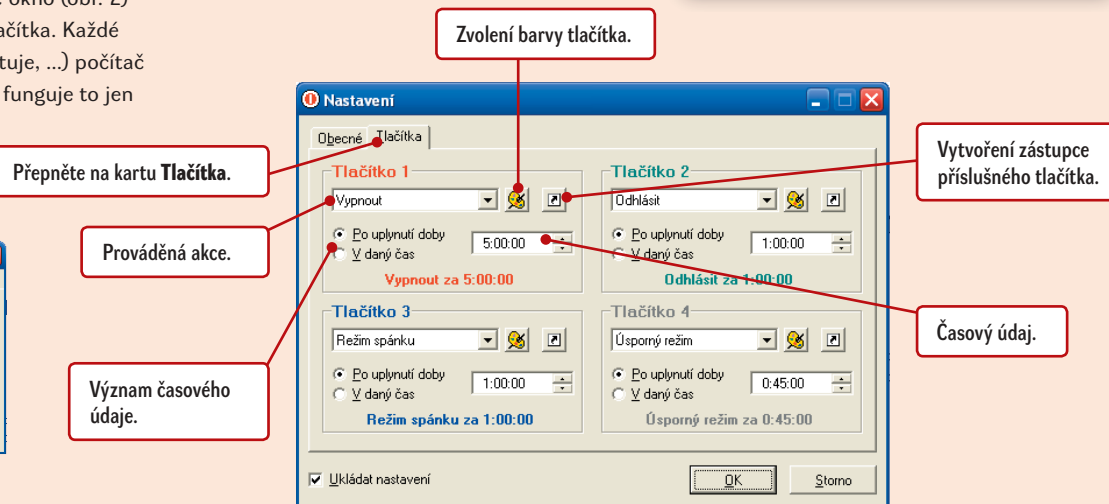 okno (obr. 2)
Každé
tuje, ...) počítač
funguje to jen
Zvolení barvy tlačítka.
Přepněte na kartu Tlačítka.
Prováděná akce.
Význam časového
údaje.
Vytvoření zástupce
příslušného tlačítka.
Časový údaj.
Nastavení
Obecné Tlačítka
Tlačítko 1
Vypnout
Po uplynutí doby
V daný čas
5:00:00
Vypnout za 5:00:00
Tlačítko 2
Odhlásit
Po uplynutí doby
V daný čas
1:00:00
Odhlásit za 1:00:00
Tlačítko 3
Režim spánku
Po uplynutí doby
V daný čas
1:00:00
Režim spánku za 1:00:00
Tlačítko 4
Úsporný režim
Po uplynutí doby
V daný čas
0:45:00
Úsporný režim za 0:45:00
Ukládat nastavení
OK Storno